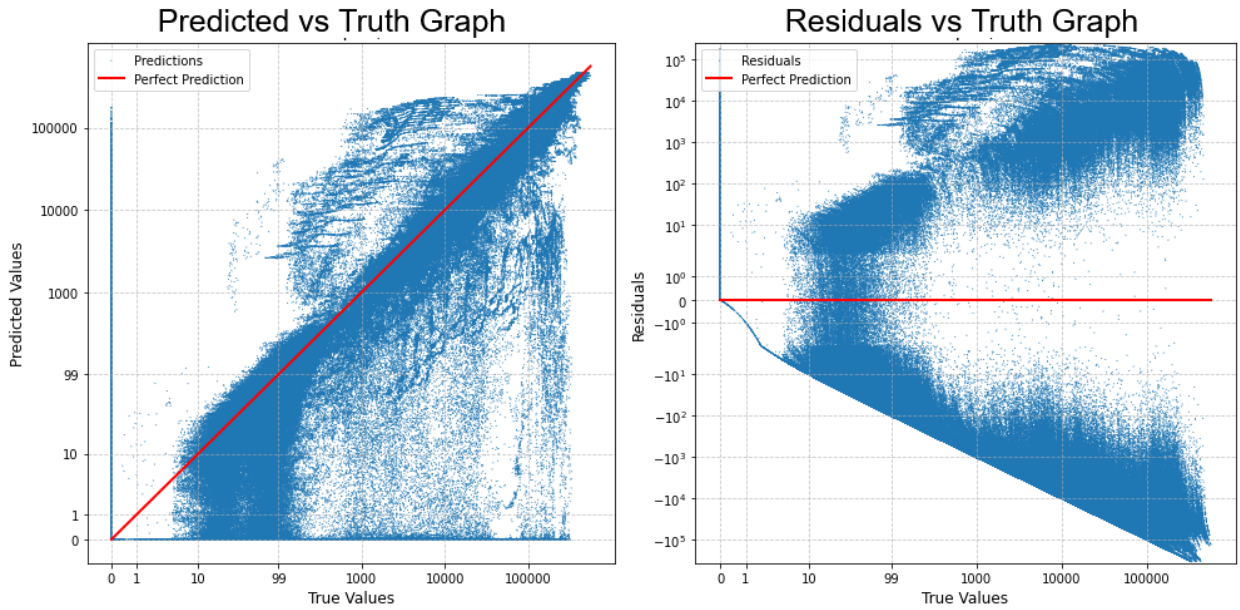 Predicted vs Truth Graph
Predictions
Perfect Prediction
100000
10000
1000
99
10
1
0
Predicted Values
0 1 10 99 1000 10000 100000
True Values
Residuals vs Truth Graph
Residuals
Perfect Prediction
10⁵
10⁴
10³
10²
10¹
10⁰
0
−10⁰
−10¹
−10²
−10³
−10⁴
−10⁵
Residuals
0 1 10 99 1000 10000 100000
True Values